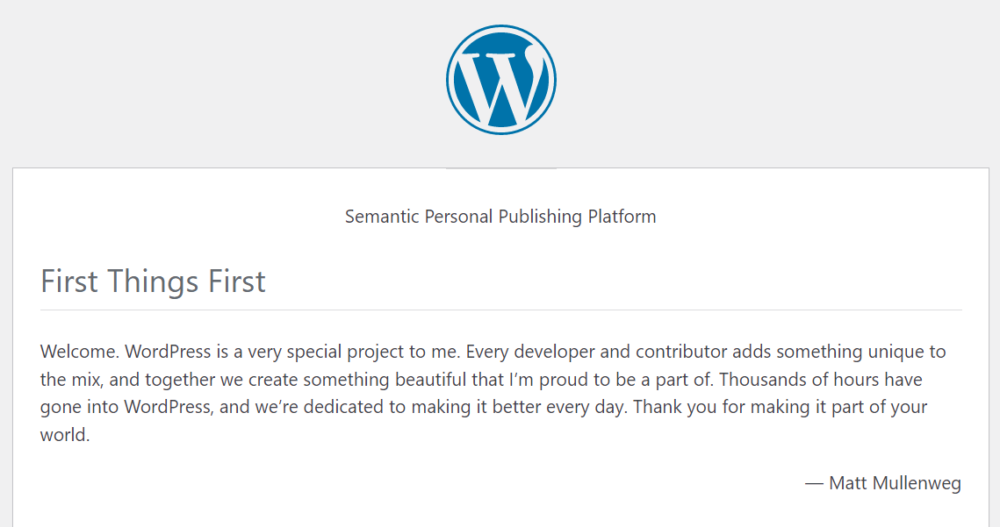 Semantic Personal Publishing Platform
First Things First
Welcome. WordPress is a very special project to me. Every developer and contributor adds something unique to
the mix, and together we create something beautiful that I’m proud to be a part of. Thousands of hours have
gone into WordPress, and we’re dedicated to making it better every day. Thank you for making it part of your
world.
— Matt Mullenweg